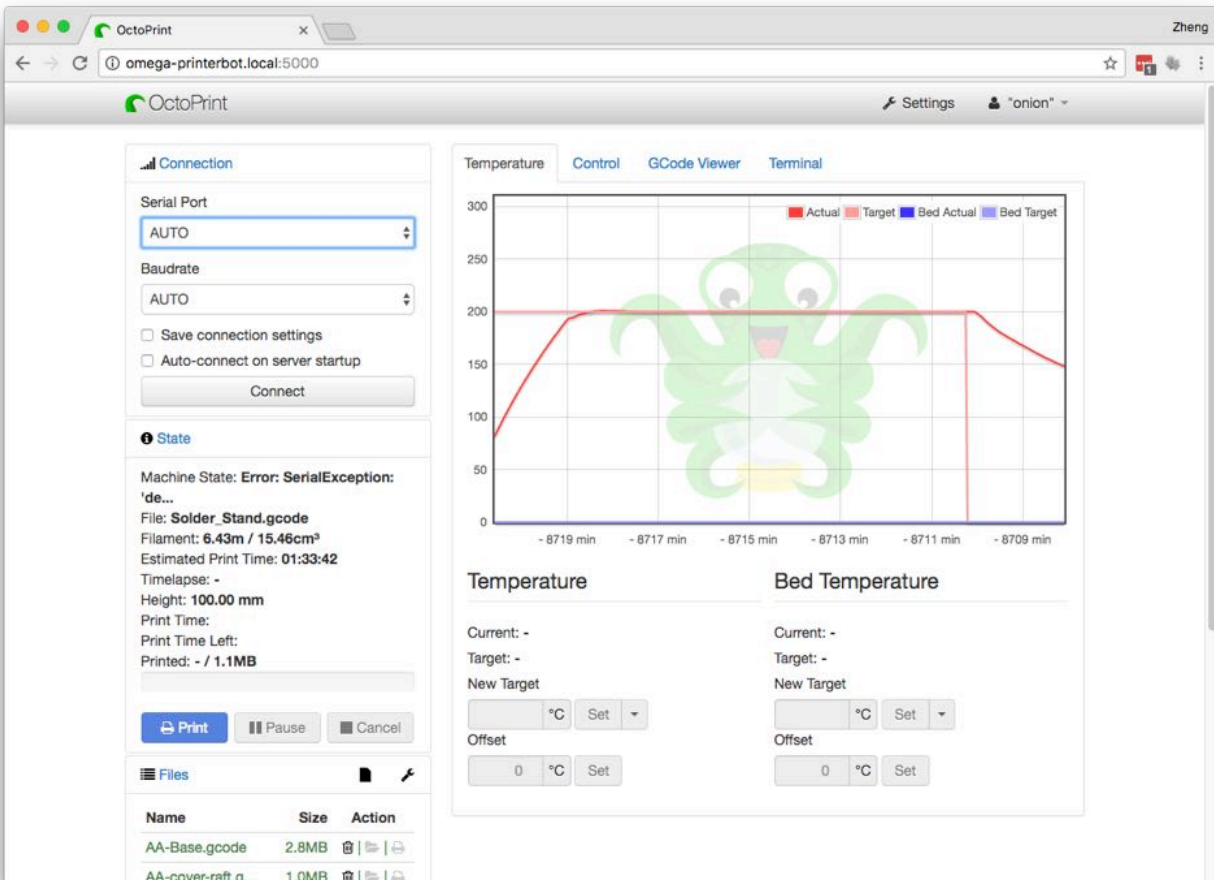 OctoPrint
Zheng
omega-printerbot.local:5000
1
OctoPrint
Settings
"onion"
Connection
Serial Port
AUTO
Baudrate
AUTO
Save connection settings
Auto-connect on server startup
Connect
State
Machine State: Error: SerialException:
'de...
File: Solder_Stand.gcode
Filament: 6.43m / 15.46cm³
Estimated Print Time: 01:33:42
Timelapse: -
Height: 100.00 mm
Print Time:
Print Time Left:
Printed: - / 1.1MB
Print Pause Cancel
Files
Name Size Action
AA-Base.gcode 2.8MB | |
AA-cover-raft.g... 1.0MB | |
Temperature Control GCode Viewer Terminal
Actual Target Bed Actual Bed Target
300
250
200
150
100
50
0
- 8719 min - 8717 min - 8715 min - 8713 min - 8711 min - 8709 min
Temperature
Current: -
Target: -
New Target
°C Set
Offset
0 °C Set
Bed Temperature
Current: -
Target: -
New Target
°C Set
Offset
0 °C Set